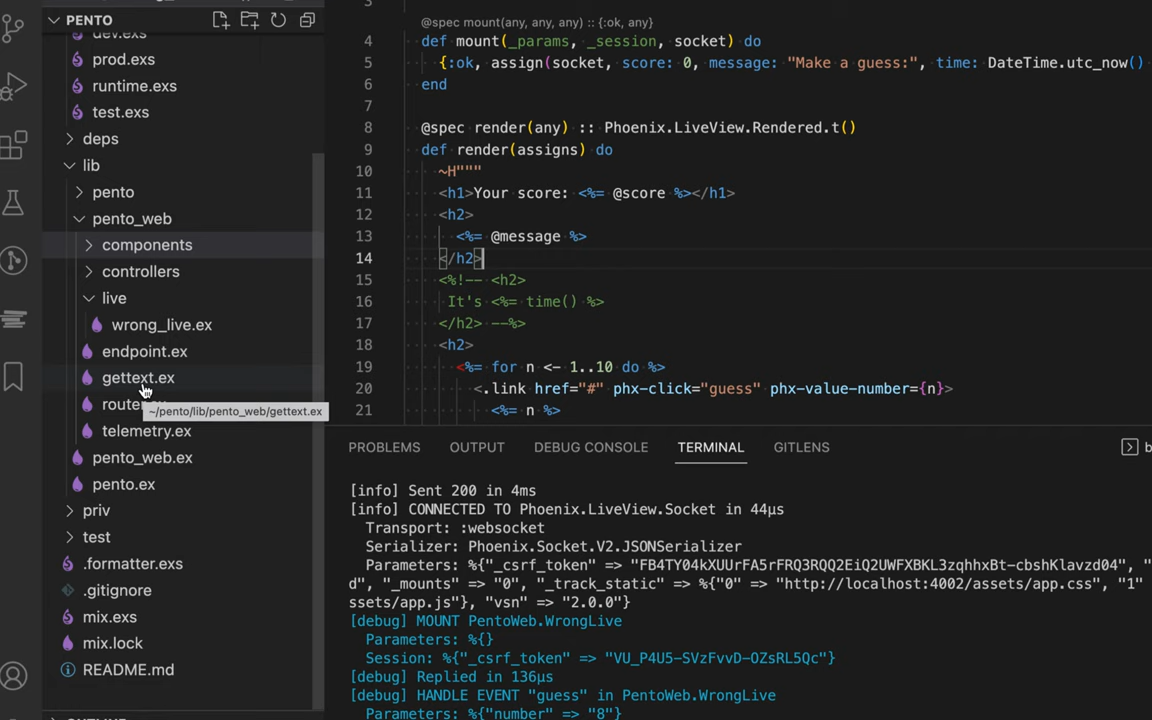 PENTO
dev.exs
prod.exs
runtime.exs
test.exs
deps
lib
pento
pento_web
components
controllers
live
wrong_live.ex
endpoint.ex
gettext.ex
~/pento/lib/pento_web/gettext.ex
telemetry.ex
pento_web.ex
pento.ex
priv
test
.formatter.exs
.gitignore
mix.exs
mix.lock
README.md
3
@spec mount(any, any, any) :: {:ok, any}
4 def mount(_params, _session, socket) do
5 {:ok, assign(socket, score: 0, message: "Make a guess:", time: DateTime.utc_now()
6 end
7
8 @spec render(any) :: Phoenix.LiveView.Rendered.t()
9 def render(assigns) do
10 ~H"""
11 <h1>Your score: <%= @score %></h1>
12 <h2>
13 <%= @message %>
14 </h2>
15 <%!-- <h2>
16 It's <%= time() %>
17 </h2> --%>
18 <h2>
19 <%= for n <- 1..10 do %>
20 <.link href="#" phx-click="guess" phx-value-number={n}>
21 <%= n %>
PROBLEMS OUTPUT DEBUG CONSOLE TERMINAL GITLENS
[info] Sent 200 in 4ms
[info] CONNECTED TO Phoenix.LiveView.Socket in 44µs
Transport: :websocket
Serializer: Phoenix.Socket.V2.JSONSerializer
Parameters: %{"_csrf_token" => "FB4TY04kXUUrFA5rFRQ3RQQ2EiQ2UWFXBKL3zqhhxBt-cbshKlavzd04", "
d", "_mounts" => "0", "_track_static" => %{"0" => "http://localhost:4002/assets/app.css", "1"
ssets/app.js"}, "vsn" => "2.0.0"}
[debug] MOUNT PentoWeb.WrongLive
Parameters: %{}
Session: %{"_csrf_token" => "VU_P4U5-SVzFvvD-OZsRL5Qc"}
[debug] Replied in 136µs
[debug] HANDLE EVENT "guess" in PentoWeb.WrongLive
Parameters: %{"number" => "8"}